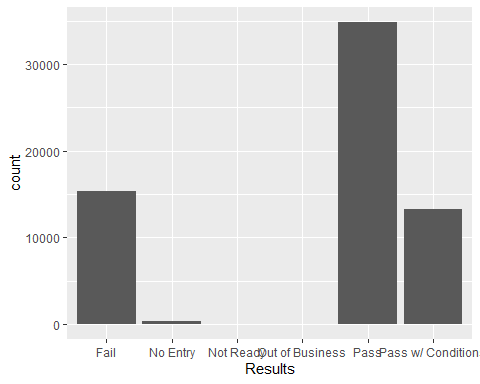 count
30000
20000
10000
0
Fail No Entry Not Ready Out of Business Pass Pass w/ Condition
Results